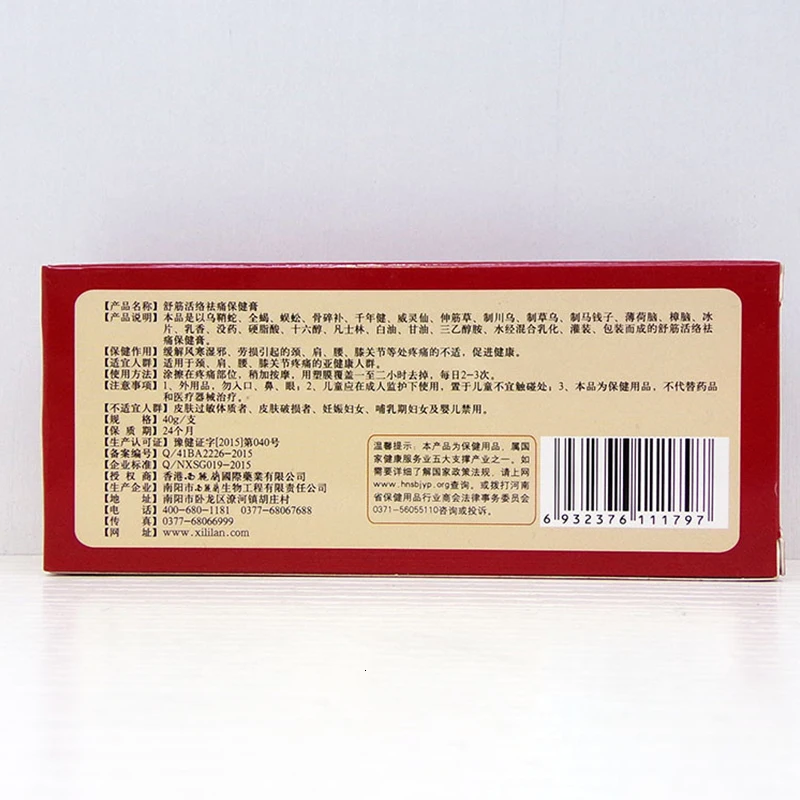 【产品名称】舒筋活络祛痛保健膏
【产品说明】本品是以乌鞘蛇、全蝎、蜈蚣、骨碎补、千年健、威灵仙、伸筋草、制川乌、制草乌、制马钱子、薄荷脑、樟脑、冰
片、乳香、没药、硬脂酸、十六醇、凡士林、白油、甘油、三乙醇胺、水经混合乳化、灌装、包装而成的舒筋活络祛
痛保健膏。
【保健作用】缓解风寒湿邪、劳损引起的颈、肩、腰、膝关节等处疼痛的不适，促进健康。
【适宜人群】适用于颈、肩、腰、膝关节疼痛的亚健康人群。
【使用方法】涂擦在疼痛部位，稍加按摩，用塑膜覆盖一至二小时去掉，每日2-3次。
【注意事项】1、外用品，勿入口、鼻、眼；2、儿童应在成人监护下使用，置于儿童不宜触碰处；3、本品为保健用品，不代替药品
和医疗器械治疗。
【不适宜人群】皮肤过敏体质者、皮肤破损者、妊娠妇女、哺乳期妇女及婴儿禁用。
【规 格】40g/支
【保 质 期】24个月
【生产许可证】豫健证字[2015]第040号
【备案编号】Q/41BA2226-2015
【企业标准】Q/NXSG019-2015
【授 权 商】香港國際藥業有限公司
【生产企业】南阳市生物工程有限责任公司
【地 址】南阳市卧龙区潦河镇胡庄村
【电 话】400-680-1181 0377-68067688
【传 真】0377-68066999
【网 址】www.xililan.com
温馨提示：本产品为保健用品，属国
家健康服务业五大支撑产业之一。如
需要详细了解国家政策法规，请上网
www.hnsbjyp.org查询。或拨打河南
省保健用品行业商会法律事务委员会
0371-56055110咨询或投诉。
6 932376 111797